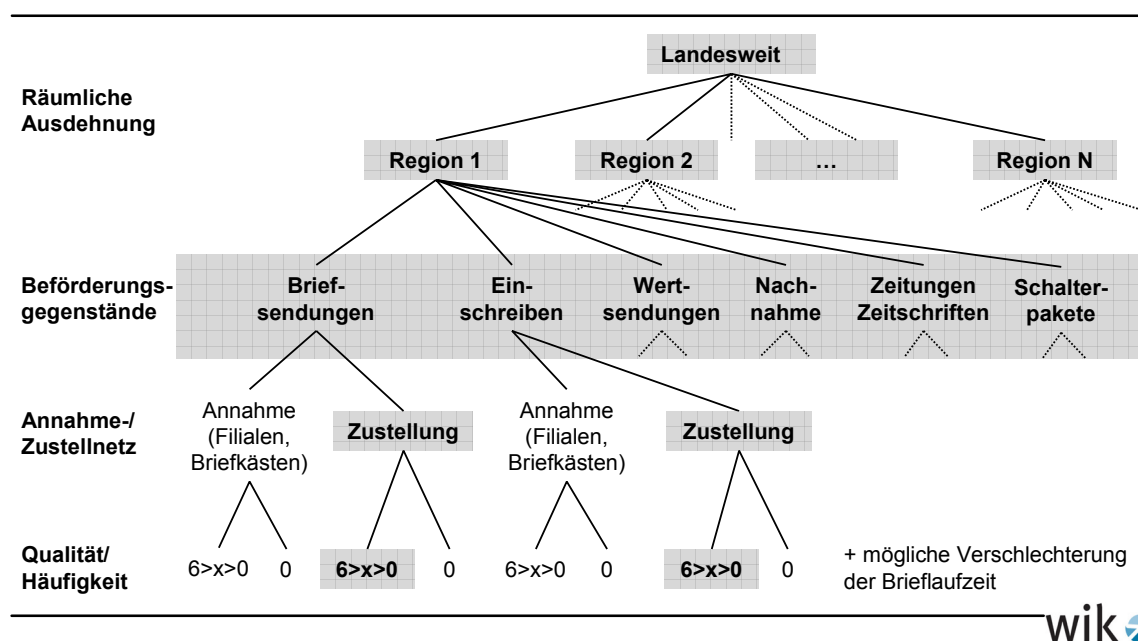 Landesweit
Räumliche
Ausdehnung
Region 1
Region 2
...
Region N
Beförderungs-
gegenstände
Brief-
sendungen
Ein-
schreiben
Wert-
sendungen
Nach-
nahme
Zeitungen
Zeitschriften
Schalter-
pakete
Annahme-/
Zustellnetz
Annahme
(Filialen,
Briefkästen)
Zustellung
Annahme
(Filialen,
Briefkästen)
Zustellung
Qualität/
Häufigkeit
6>x>0
0
6>x>0
0
6>x>0
0
6>x>0
0
+ mögliche Verschlechterung
der Brieflaufzeit
wik